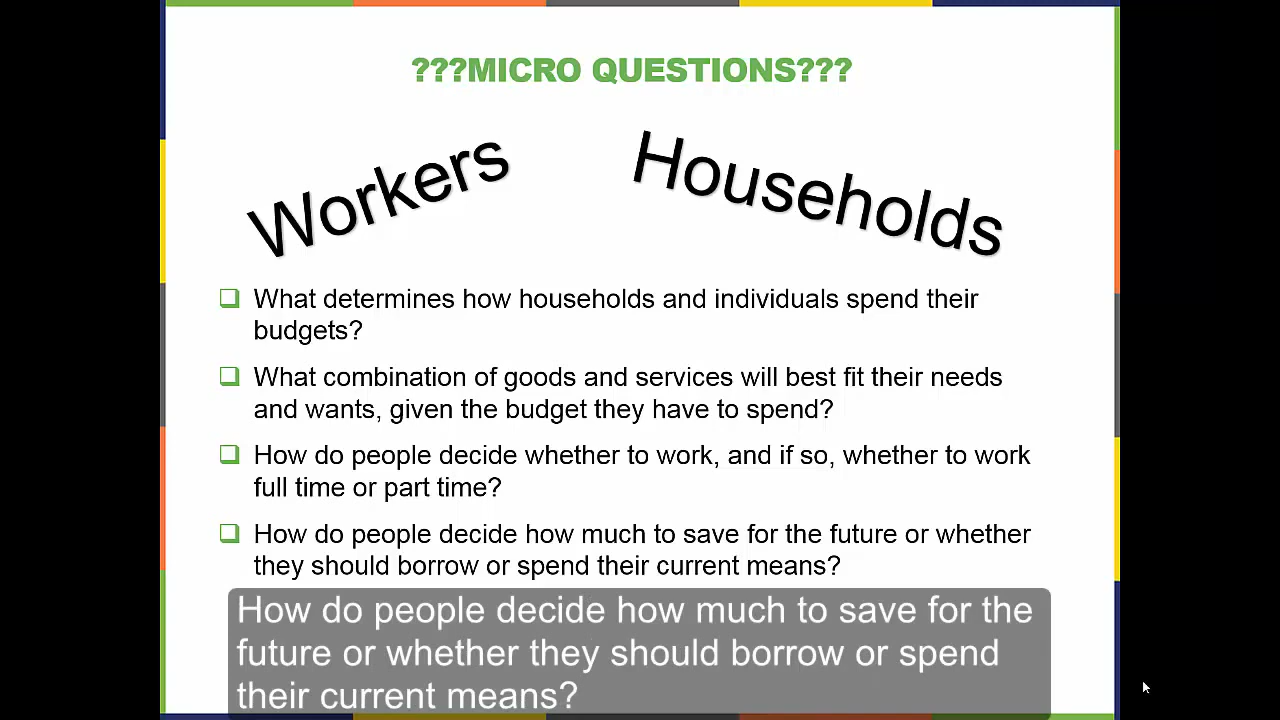 ???MICRO QUESTIONS???
Workers
Households
What determines how households and individuals spend their
budgets?
What combination of goods and services will best fit their needs
and wants, given the budget they have to spend?
How do people decide whether to work, and if so, whether to work
full time or part time?
How do people decide how much to save for the future or whether
they should borrow or spend their current means?
How do people decide how much to save for the
future or whether they should borrow or spend
their current means?